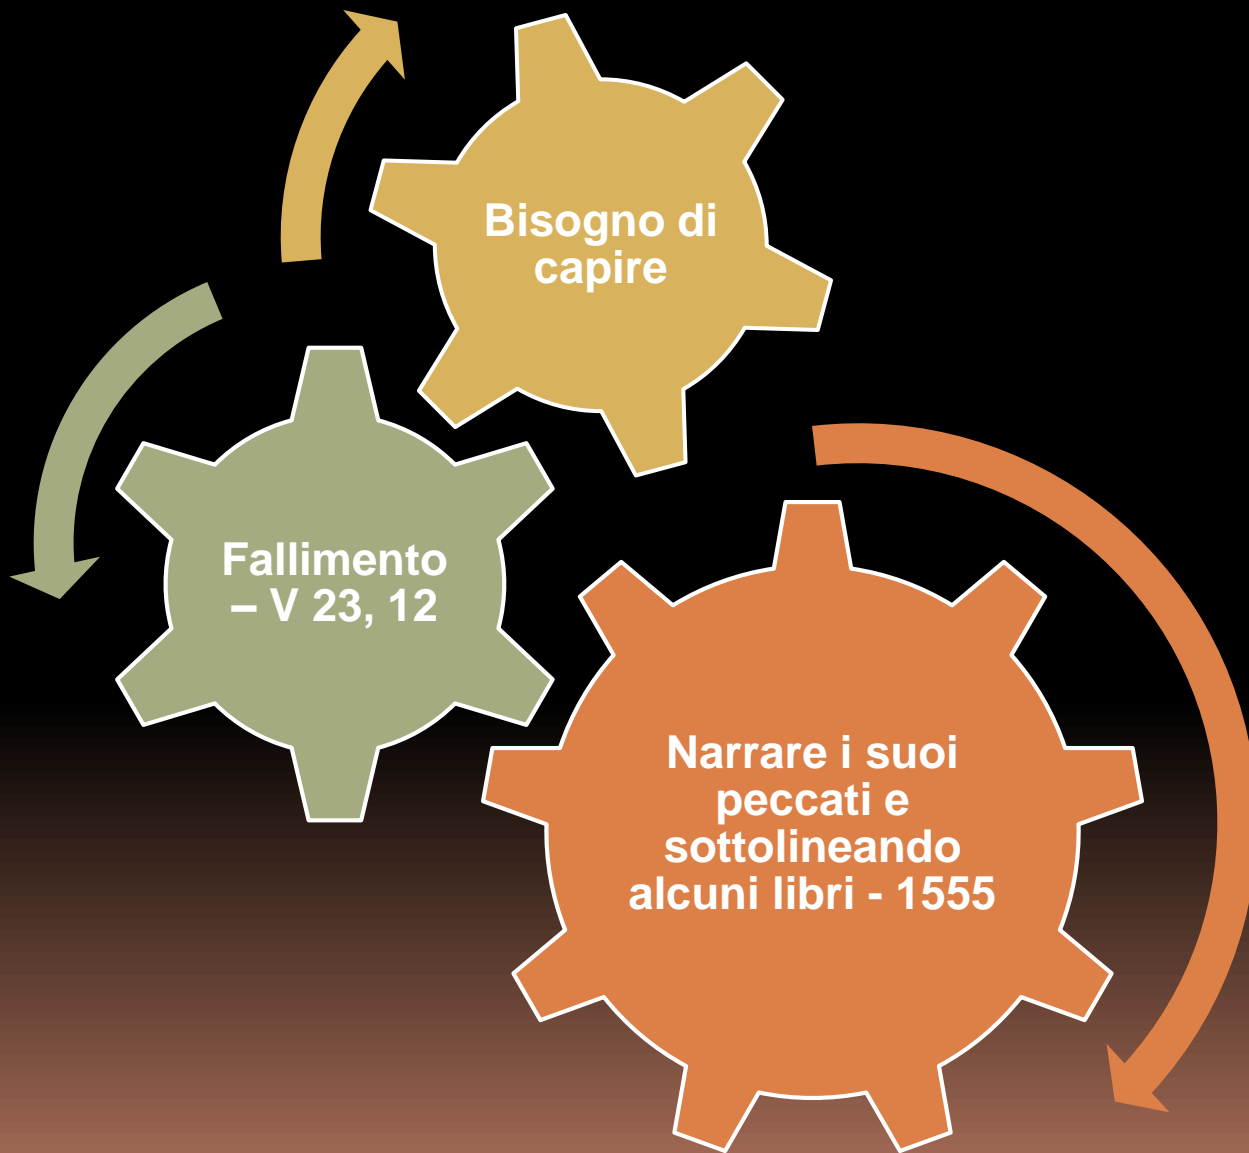 Bisogno di
capire
Fallimento
– V 23, 12
Narrare i suoi
peccati e
sottolineando
alcuni libri - 1555